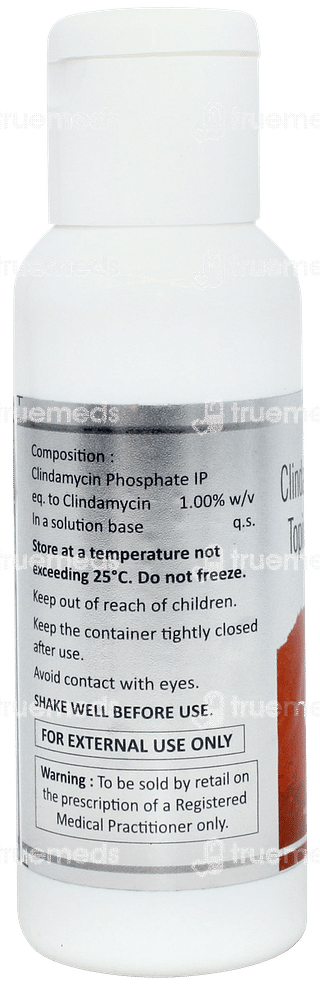 truemeds
Composition :
Clindamycin Phosphate IP
eq. to Clindamycin 1.00% w/v
In a solution base q.s.
Store at a temperature not
exceeding 25°C. Do not freeze.
Keep out of reach of children.
Keep the container tightly closed
after use.
Avoid contact with eyes.
SHAKE WELL BEFORE USE.
FOR EXTERNAL USE ONLY
Warning : To be sold by retail on
the prescription of a Registered
Medical Practitioner only.